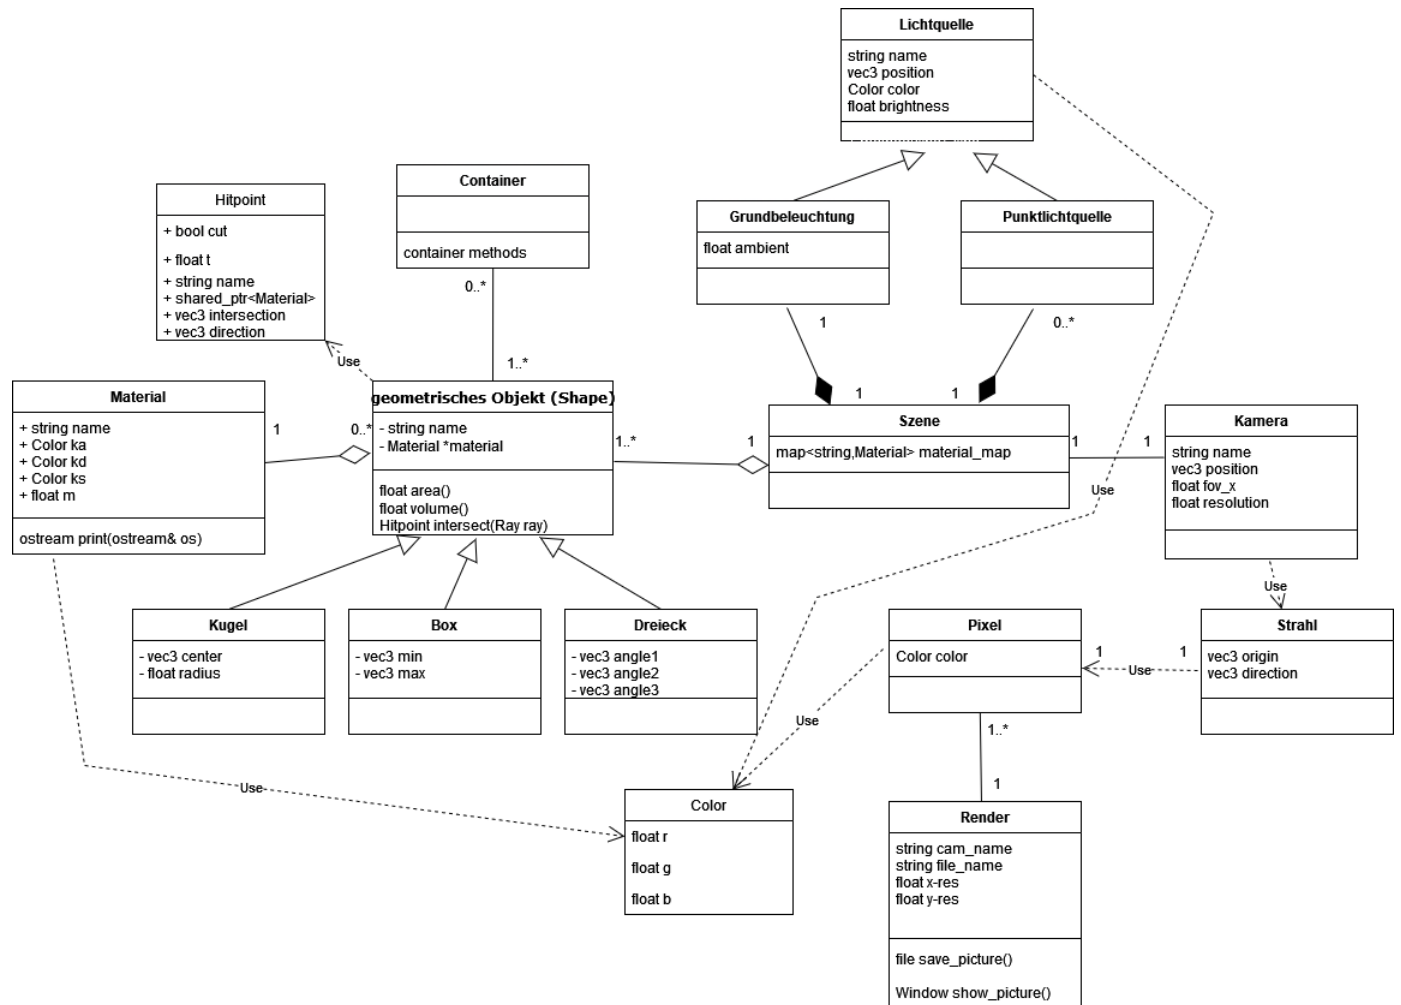 Lichtquelle
string name
vec3 position
Color color
float brightness
Container
container methods
Hitpoint
+ bool cut
+ float t
+ string name
+ shared_ptr<Material>
+ vec3 intersection
+ vec3 direction
Grundbeleuchtung
float ambient
Punktlichtquelle
0..*
1..*
1
0..*
1
1
Use
Material
+ string name
+ Color ka
+ Color kd
+ Color ks
+ float m
ostream print(ostream& os)
1
0..*
geometrisches Objekt (Shape)
- string name
- Material *material
float area()
float volume()
Hitpoint intersect(Ray ray)
1..*
1
Szene
map<string,Material> material_map
1
1
Kamera
string name
vec3 position
float fov_x
float resolution
Use
Use
Kugel
- vec3 center
- float radius
Box
- vec3 min
- vec3 max
Dreieck
- vec3 angle1
- vec3 angle2
- vec3 angle3
Pixel
Color color
1
Use
1
Strahl
vec3 origin
vec3 direction
Use
Use
1..*
1
Color
float r
float g
float b
Render
string cam_name
string file_name
float x-res
float y-res
file save_picture()
Window show_picture()